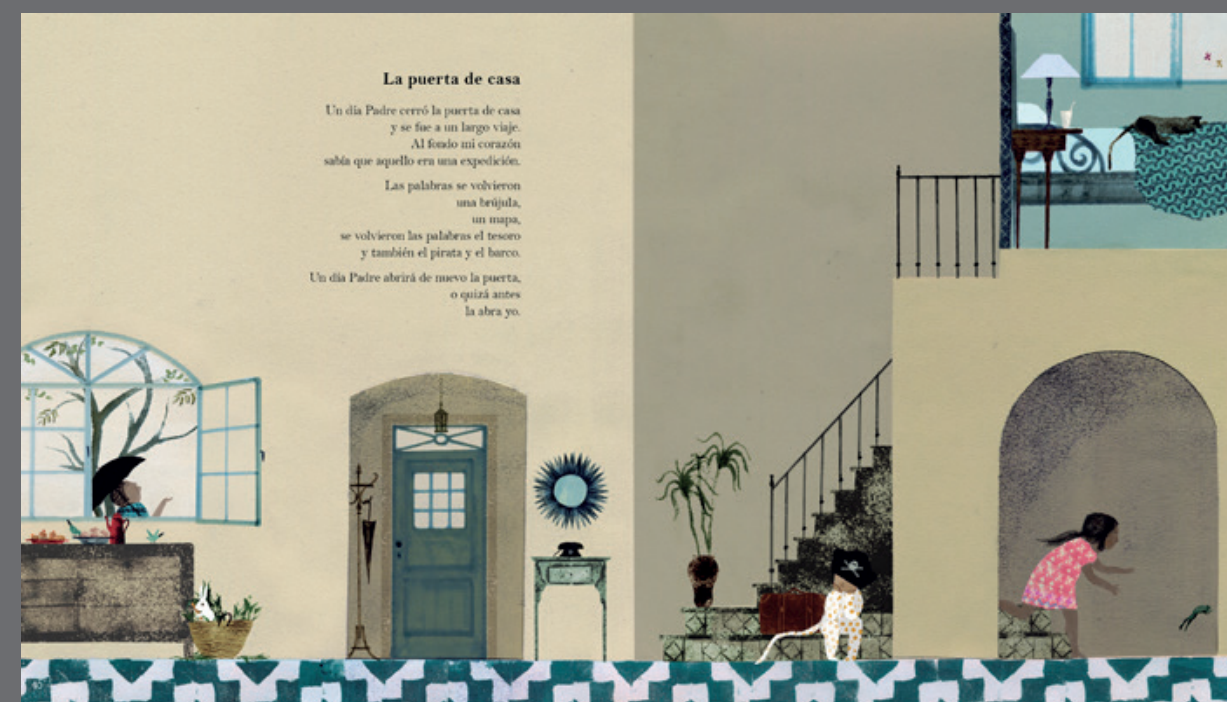 La puerta de casa
Un día Padre cerró la puerta de casa
y se fue a un largo viaje.
Al fondo mi corazón
sabía que aquello era una expedición.
Las palabras se volvieron
una brújula,
un mapa,
se volvieron las palabras el tesoro
y también el pirata y el barco.
Un día Padre abrirá de nuevo la puerta,
o quizá antes
la abra yo.